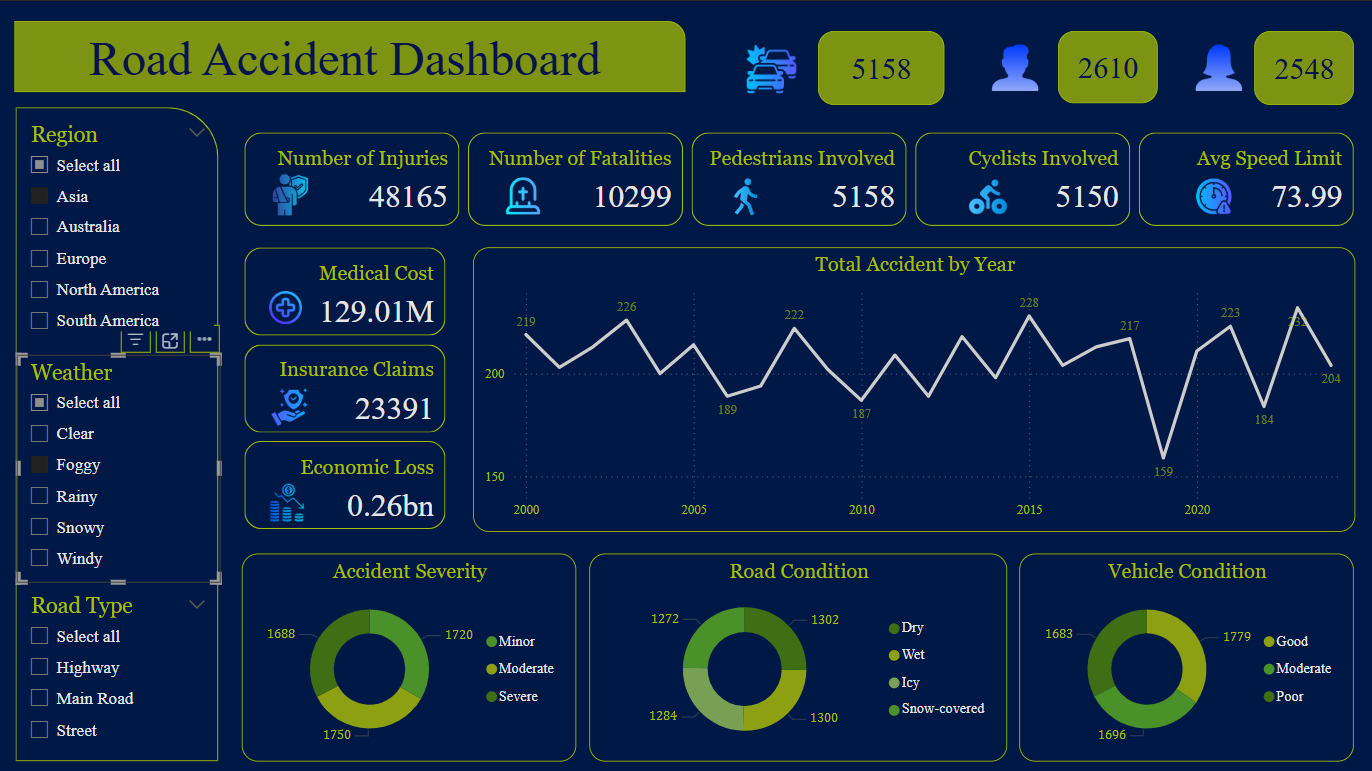 Road Accident Dashboard
5158
2610
2548
Region
Select all
Asia
Australia
Europe
North America
South America
Weather
Select all
Clear
Foggy
Rainy
Snowy
Windy
Road Type
Select all
Highway
Main Road
Street
Number of Injuries
48165
Number of Fatalities
10299
Pedestrians Involved
5158
Cyclists Involved
5150
Avg Speed Limit
73.99
Medical Cost
129.01M
Insurance Claims
23391
Economic Loss
0.26bn
Total Accident by Year
219
226
222
228
217
223
200
204
189
187
184
159
150
2000
2005
2010
2015
2020
Accident Severity
1688
1720
1750
Minor
Moderate
Severe
Road Condition
1272
1302
1284
1300
Dry
Wet
Icy
Snow-covered
Vehicle Condition
1683
1779
1696
Good
Moderate
Poor